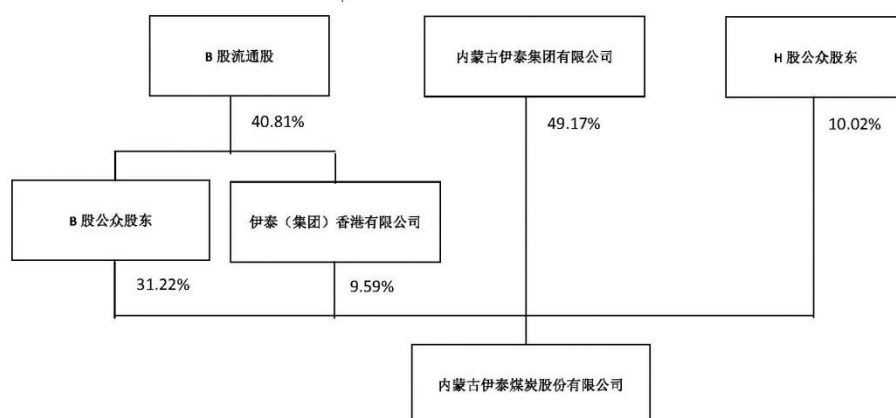 B 股流通股
内蒙古伊泰集团有限公司
H 股公众股东
40.81%
49.17%
10.02%
B 股公众股东
伊泰（集团）香港有限公司
31.22%
9.59%
内蒙古伊泰煤炭股份有限公司